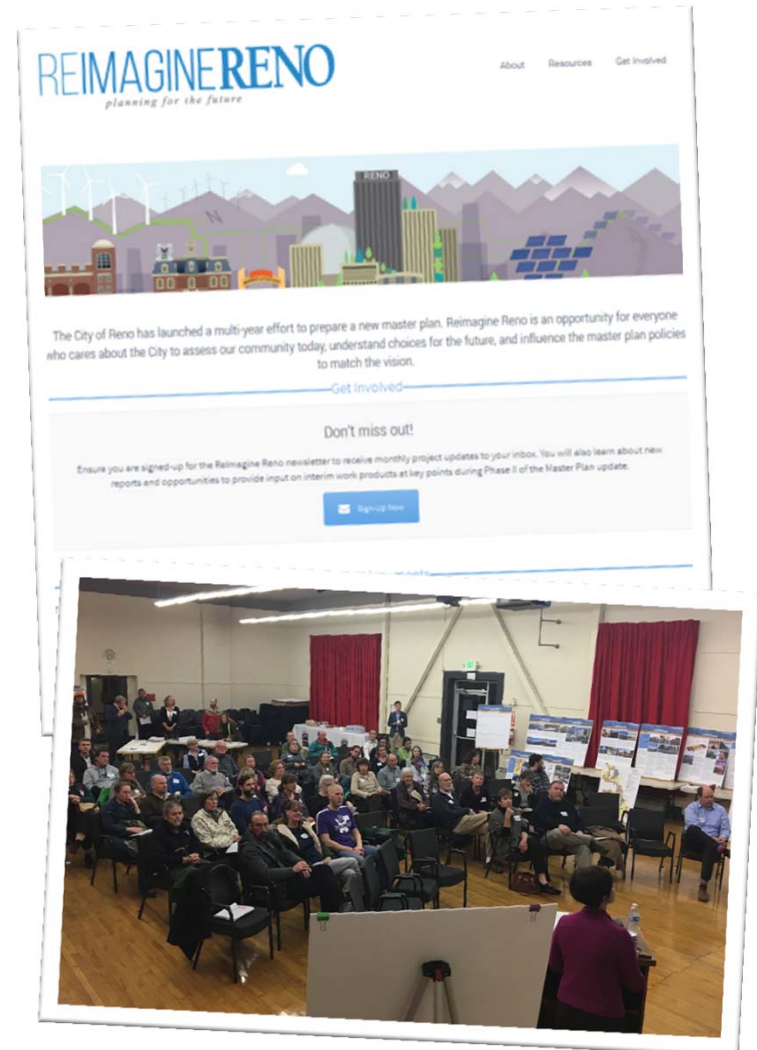 REIMAGINERENO
planning for the future
About Resources Get Involved
RENO
N
The City of Reno has launched a multi-year effort to prepare a new master plan. Reimagine Reno is an opportunity for everyone
who cares about the City to assess our community today, understand choices for the future, and influence the master plan policies
to match the vision.
Get Involved
Don't miss out!
Ensure you are signed-up for the ReImagine Reno newsletter to receive monthly project updates to your inbox. You will also learn about new
reports and opportunities to provide input on interim work products at key points during Phase II of the Master Plan update.
Sign-Up Now